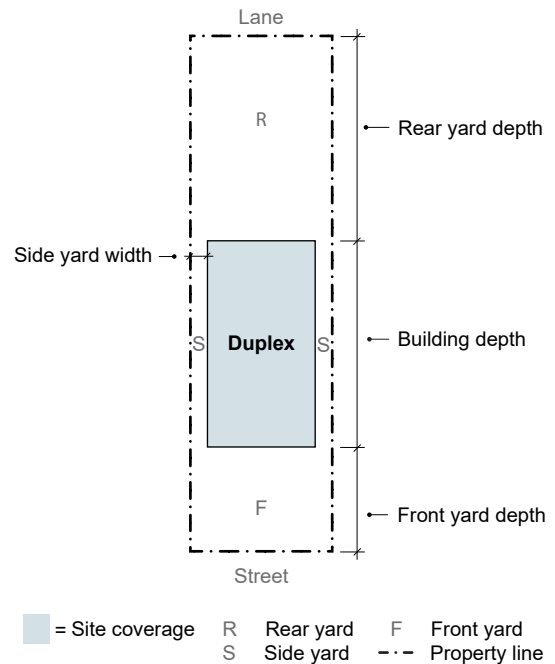 Lane
R
Rear yard depth
Side yard width
S Duplex S
Building depth
F
Front yard depth
Street
= Site coverage R Rear yard F Front yard
S Side yard Property line